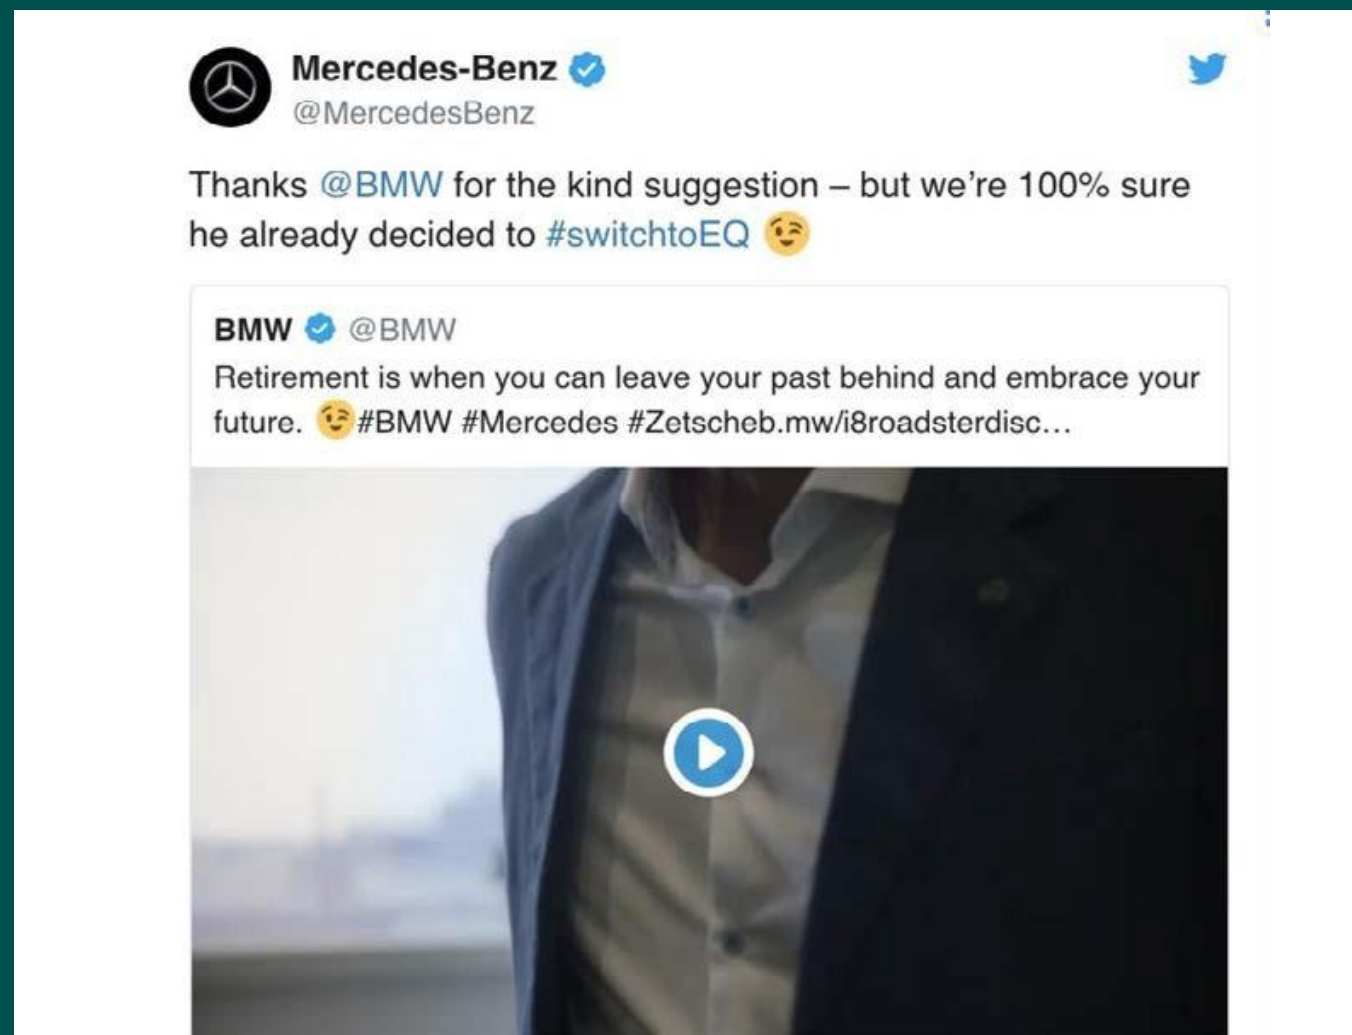 Mercedes-Benz
@MercedesBenz
Thanks @BMW for the kind suggestion – but we’re 100% sure
he already decided to #switchtoEQ 😉
BMW @BMW
Retirement is when you can leave your past behind and embrace your
future. 😉#BMW #Mercedes #Zetscheb.mw/i8roadsterdisc...